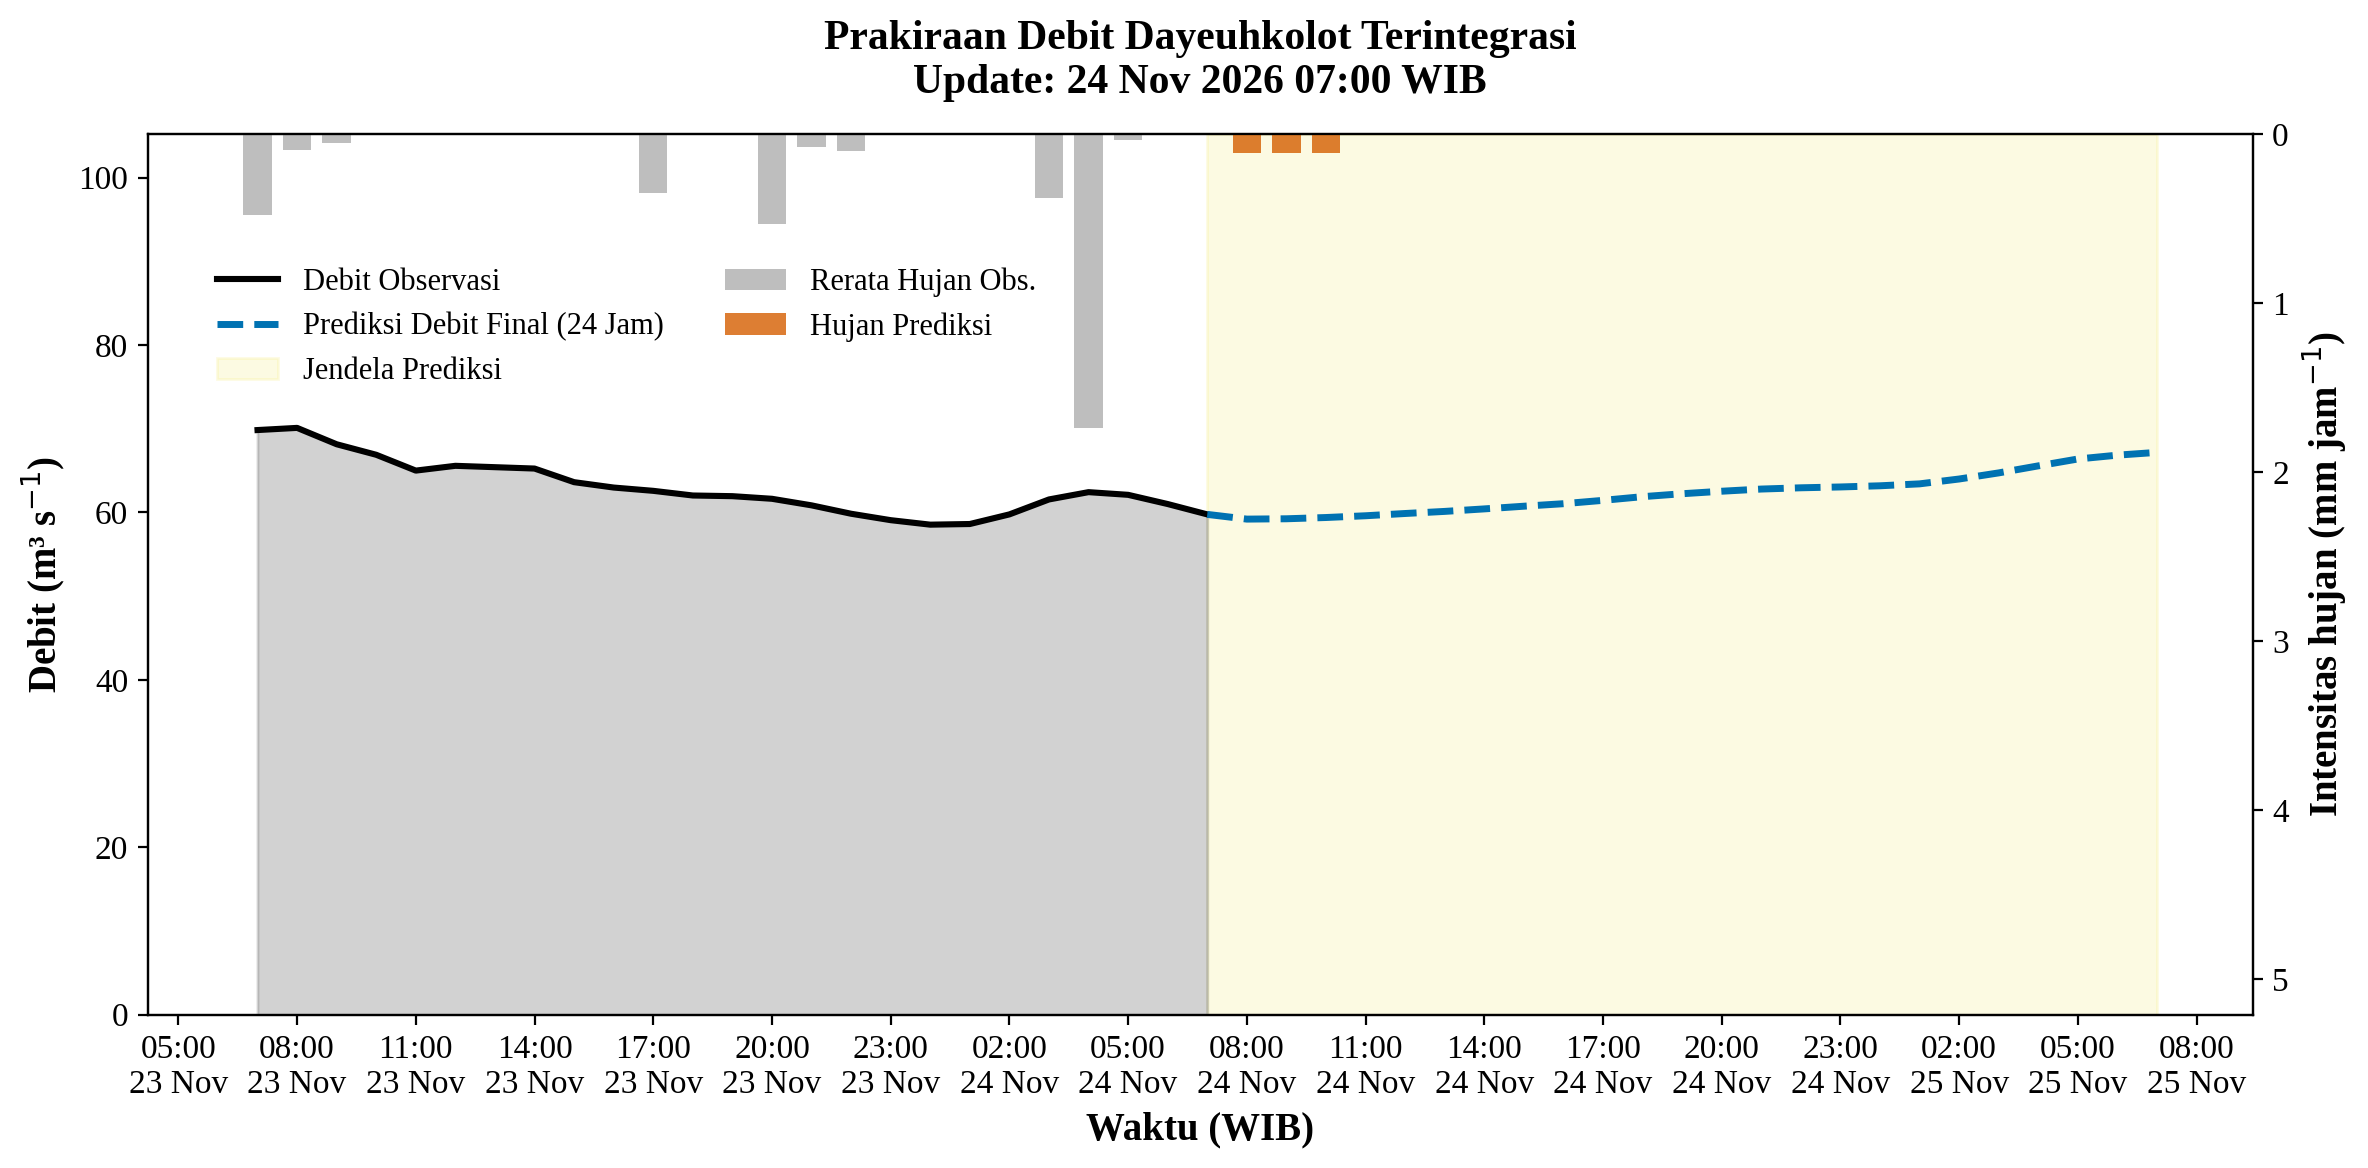 Prakiraan Debit Dayeuhkolot Terintegrasi
Update: 24 Nov 2026 07:00 WIB
Debit (m³ s⁻¹)
100
80
60
40
20
0
Debit Observasi
Prediksi Debit Final (24 Jam)
Jendela Prediksi
Rerata Hujan Obs.
Hujan Prediksi
0
1
2
3
4
5
Intensitas hujan (mm jam⁻¹)
05:00 08:00 11:00 14:00 17:00 20:00 23:00 02:00 05:00 08:00 11:00 14:00 17:00 20:00 23:00 02:00 05:00 08:00
23 Nov 23 Nov 23 Nov 23 Nov 23 Nov 23 Nov 23 Nov 24 Nov 24 Nov 24 Nov 24 Nov 24 Nov 24 Nov 24 Nov 24 Nov 25 Nov 25 Nov 25 Nov
Waktu (WIB)